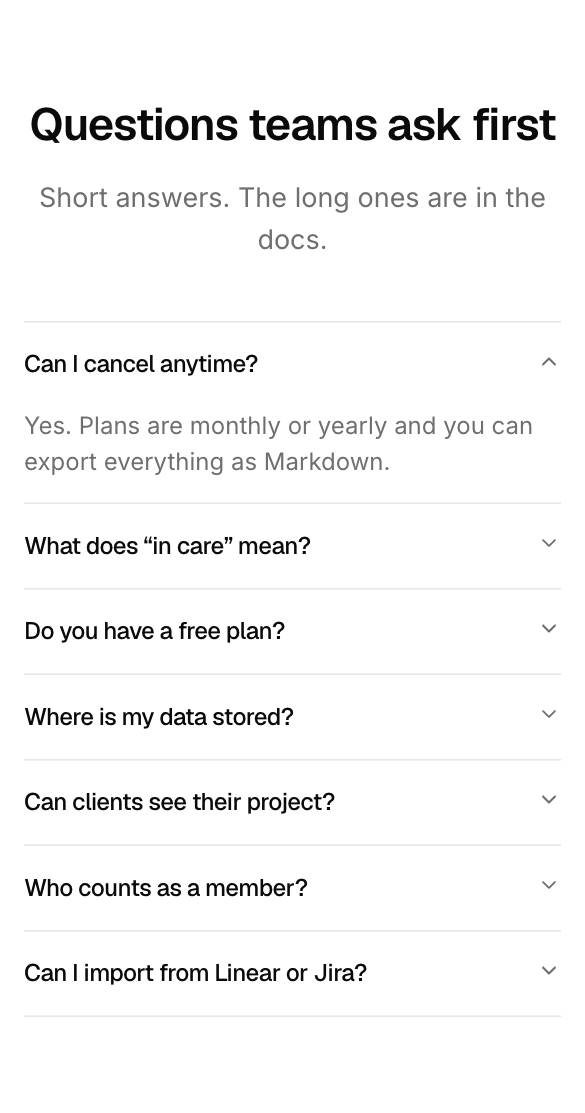 Questions teams ask first
Short answers. The long ones are in the
docs.
Can I cancel anytime?
Yes. Plans are monthly or yearly and you can
export everything as Markdown.
What does “in care” mean?
Do you have a free plan?
Where is my data stored?
Can clients see their project?
Who counts as a member?
Can I import from Linear or Jira?